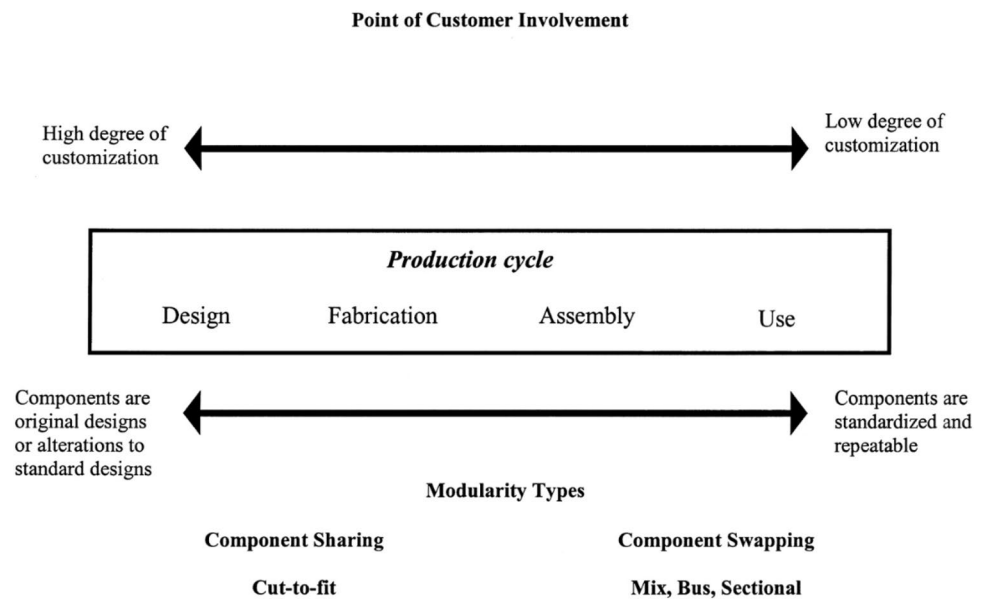 Point of Customer Involvement
High degree of
customization
Low degree of
customization
Production cycle
Design Fabrication Assembly Use
Components are
original designs
or alterations to
standard designs
Components are
standardized and
repeatable
Modularity Types
Component Sharing Component Swapping
Cut-to-fit Mix, Bus, Sectional